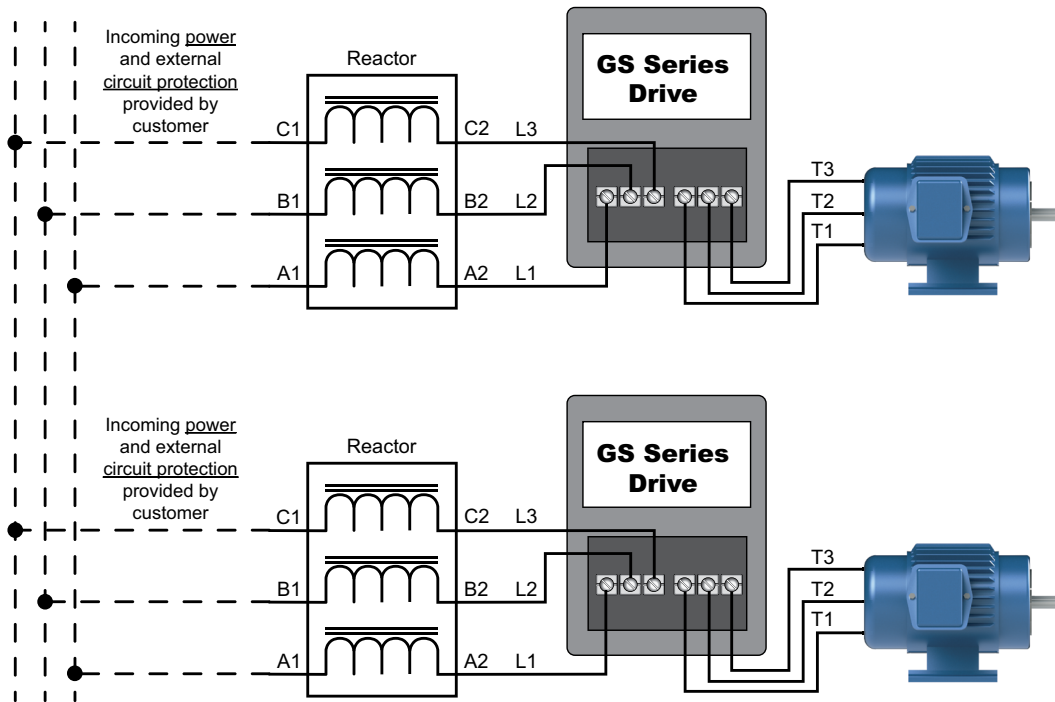 Incoming power
and external
circuit protection
provided by
customer
Reactor
GS Series
Drive
C1
C2
L3
B1
B2
L2
A1
A2
L1
T3
T2
T1
Incoming power
and external
circuit protection
provided by
customer
Reactor
GS Series
Drive
C1
C2
L3
B1
B2
L2
A1
A2
L1
T3
T2
T1